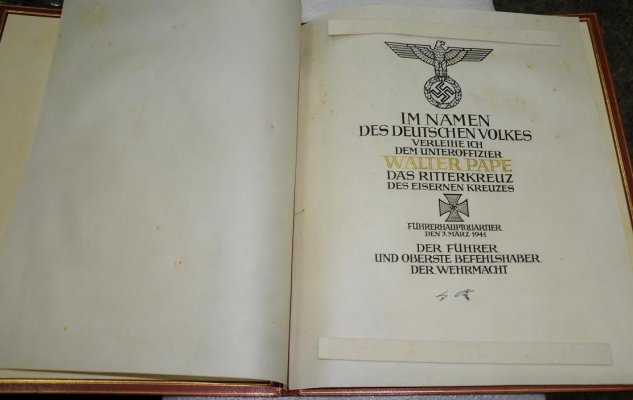 IM NAMEN
DES DEUTSCHEN VOLKES
VERLEIHE ICH
DEM UNTEROFFIZIER
WALTER PAPE
DAS RITTERKREUZ
DES EISERNEN KREUZES
FÜHRERHAUPTQUARTIER
DEN 7. MÄRZ 1941
DER FÜHRER
UND OBERSTE BEFEHLSHABER
DER WEHRMACHT